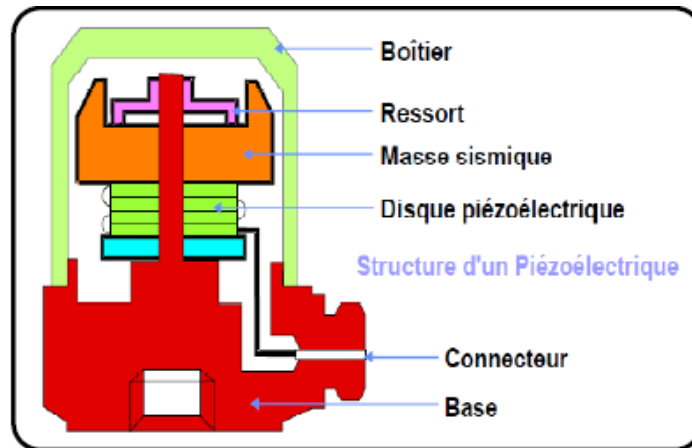 Boîtier
Ressort
Masse sismique
Disque piézoélectrique
Structure d'un Piézoélectrique
Connecteur
Base